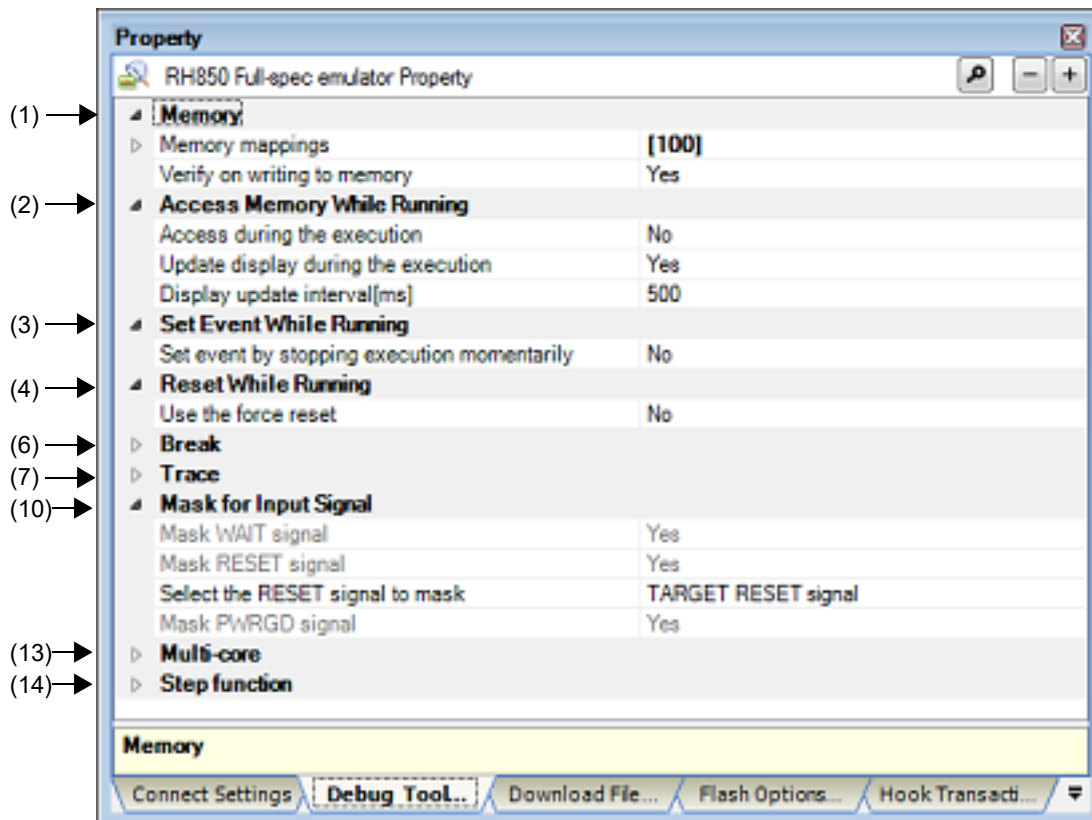 Property
RH850 Full-spec emulator Property
(1) Memory
Memory mappings [100]
Verify on writing to memory Yes
(2) Access Memory While Running
Access during the execution No
Update display during the execution Yes
Display update interval[ms] 500
(3) Set Event While Running
Set event by stopping execution momentarily No
(4) Reset While Running
Use the force reset No
(6) Break
(7) Trace
(10) Mask for Input Signal
Mask WAIT signal Yes
Mask RESET signal Yes
Select the RESET signal to mask TARGET RESET signal
Mask PWRGD signal Yes
(13) Multi-core
(14) Step function
Memory
Connect Settings Debug Tool... Download File... Flash Options... Hook Transacti...